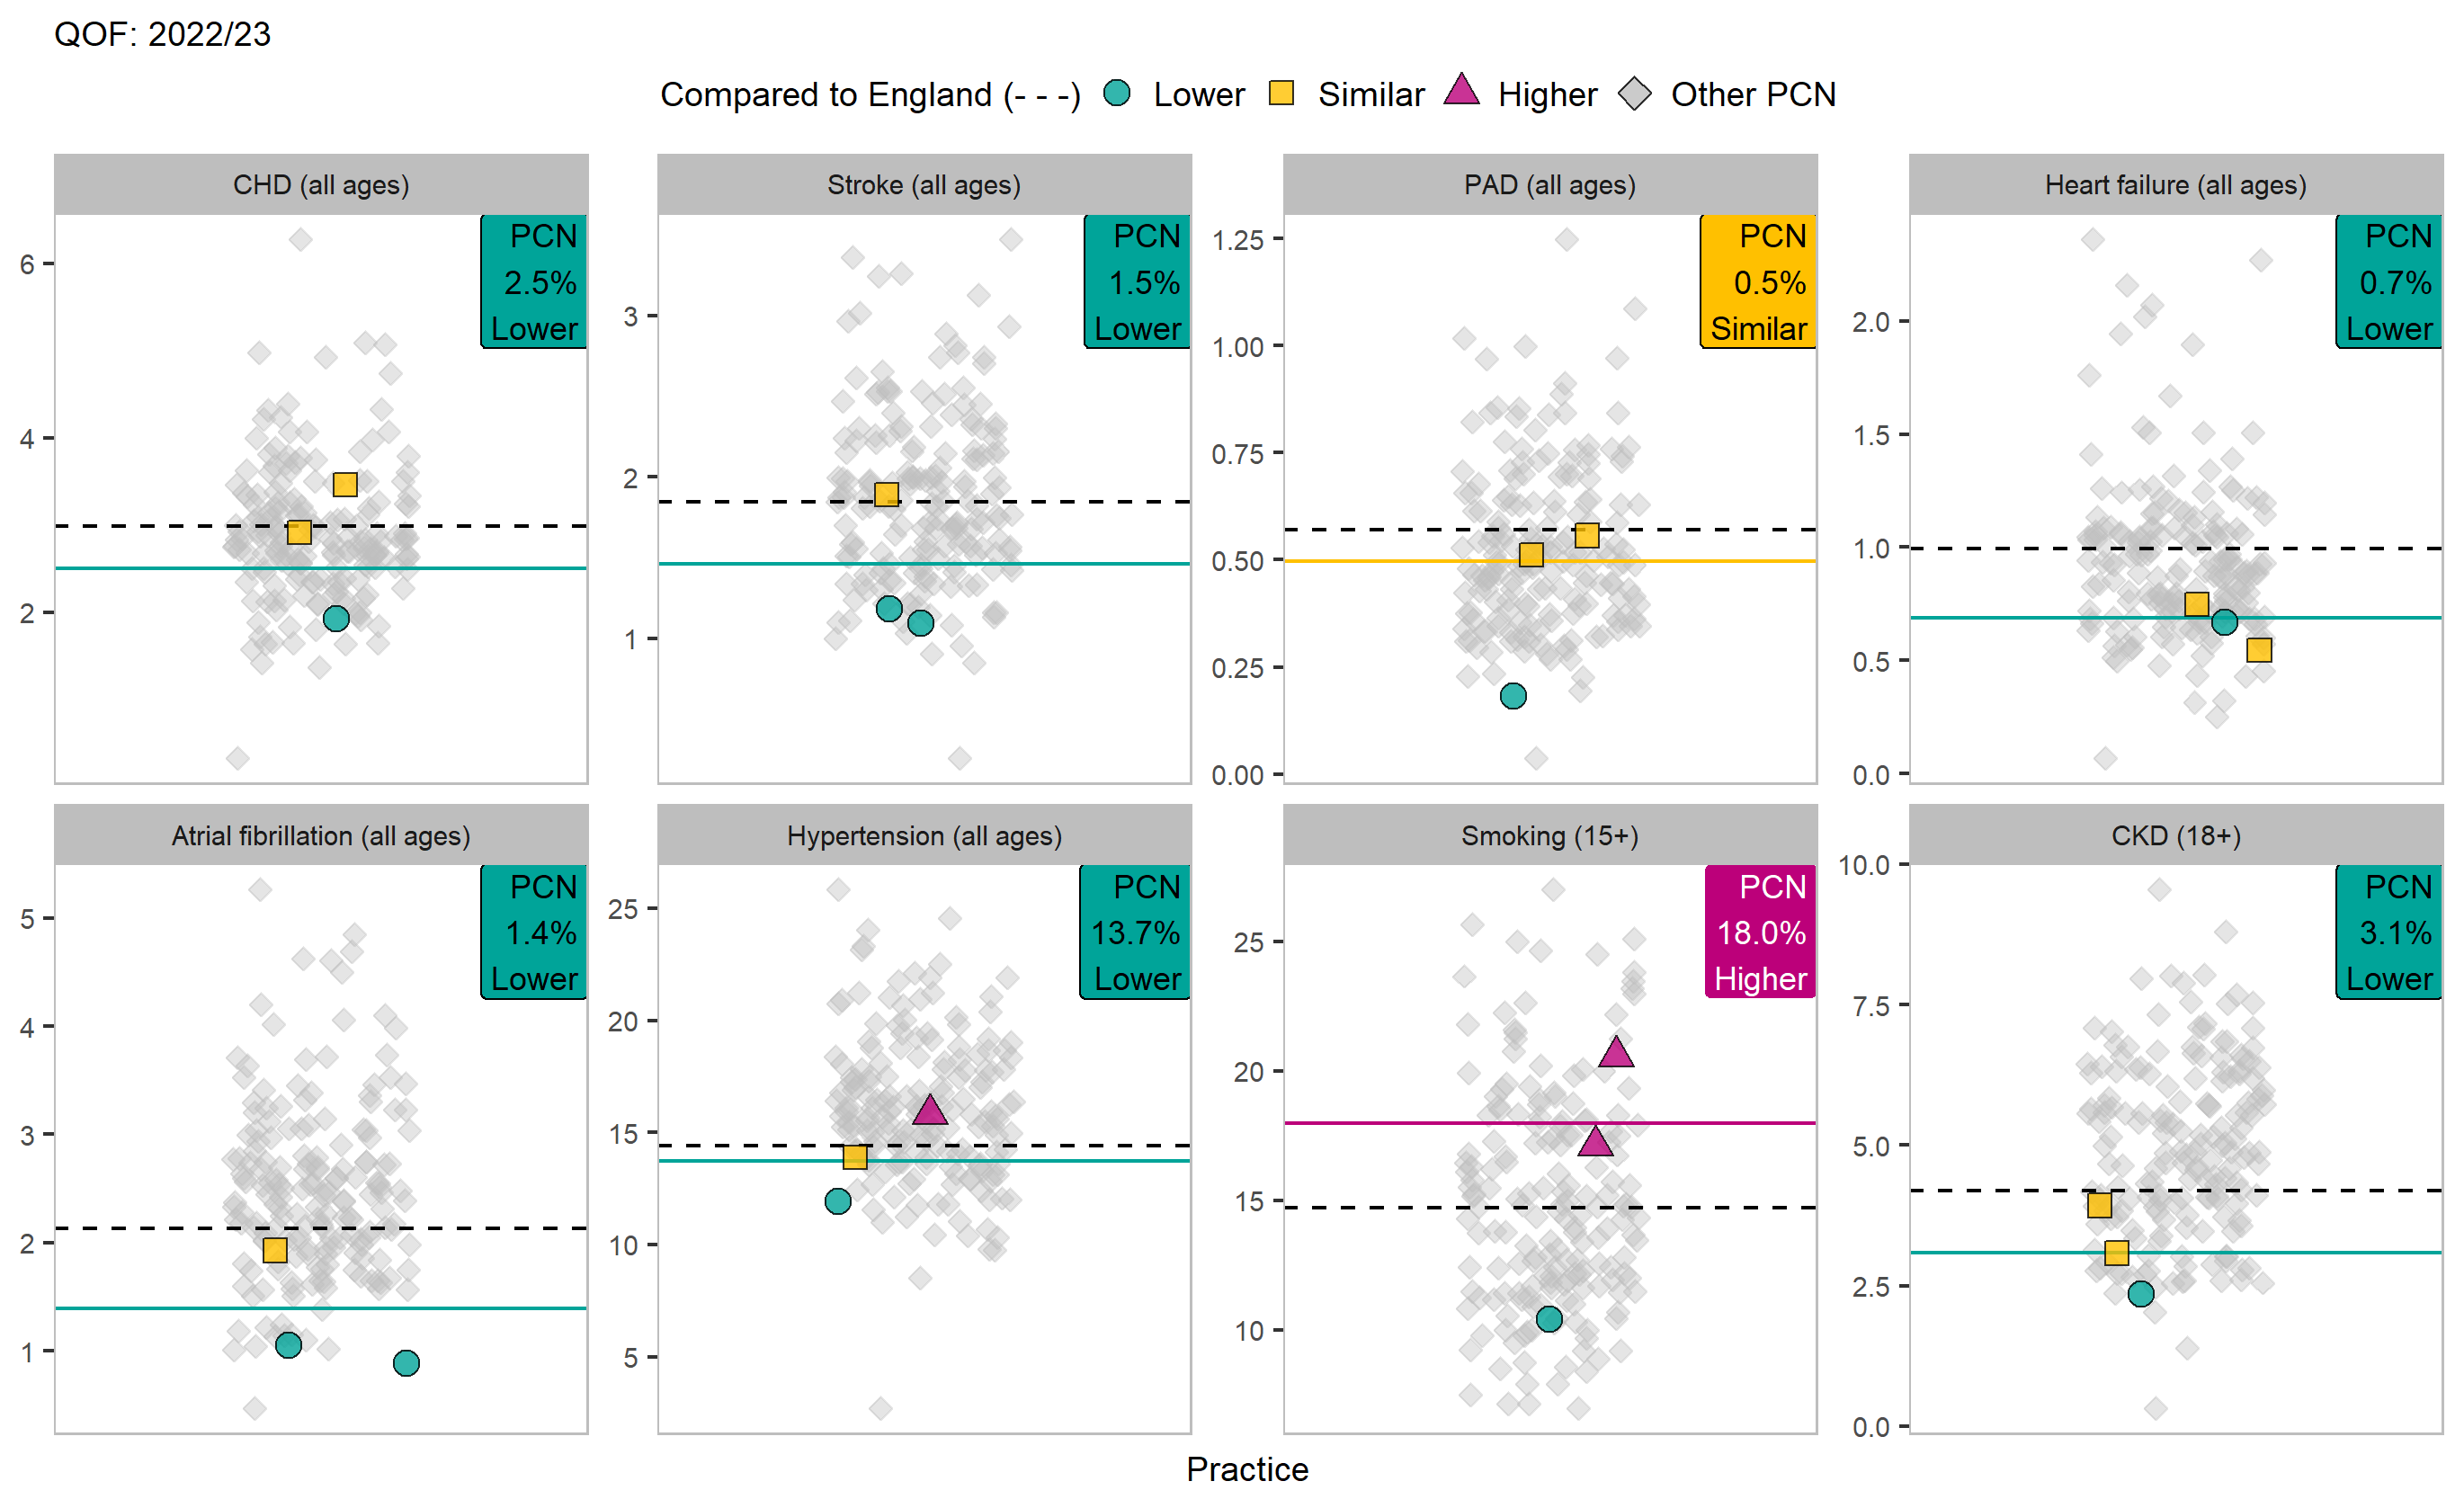 QOF: 2022/23
Compared to England (- - -) Lower Similar Higher Other PCN
CHD (all ages)
PCN
2.5%
Lower
6
4
2
Stroke (all ages)
PCN
1.5%
Lower
3
2
1
PAD (all ages)
PCN
0.5%
Similar
1.25
1.00
0.75
0.50
0.25
0.00
Heart failure (all ages)
PCN
0.7%
Lower
2.0
1.5
1.0
0.5
0.0
Atrial fibrillation (all ages)
PCN
1.4%
Lower
5
4
3
2
1
Hypertension (all ages)
PCN
13.7%
Lower
25
20
15
10
5
Smoking (15+)
PCN
18.0%
Higher
25
20
15
10
CKD (18+)
PCN
3.1%
Lower
10.0
7.5
5.0
2.5
0.0
Practice